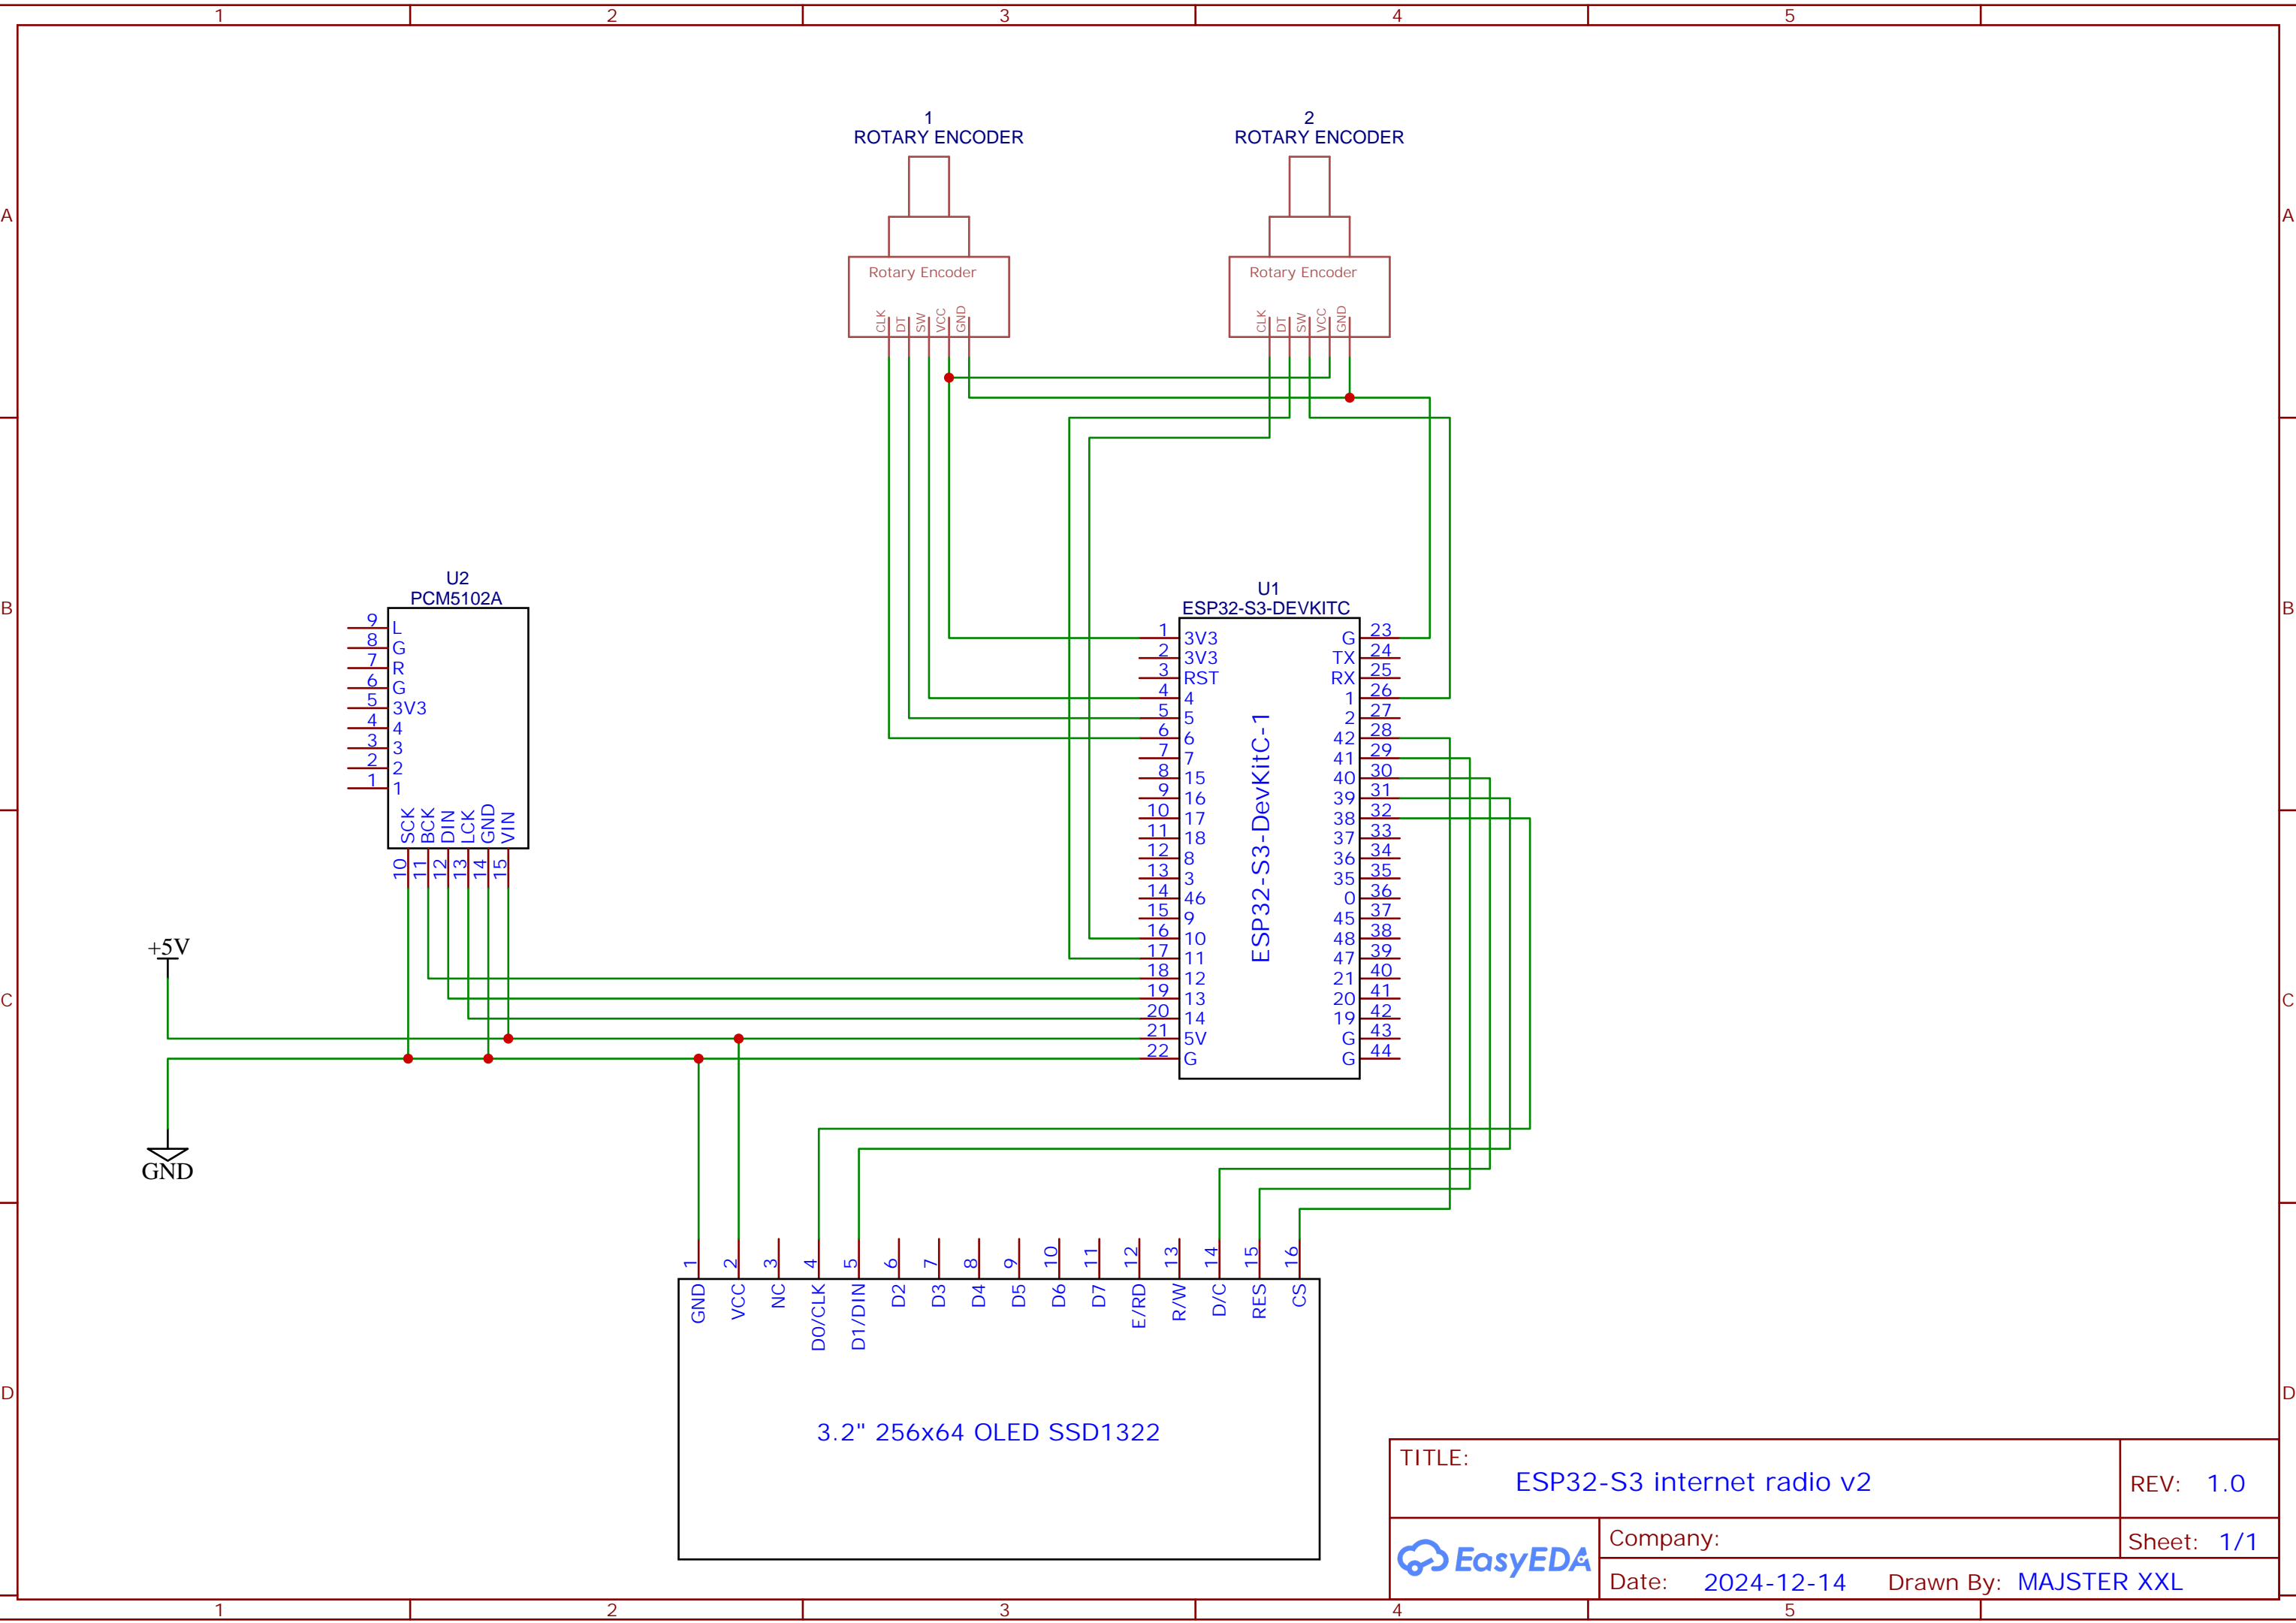 1 2 3 4 5
A A
B B
C C
D D
1
ROTARY ENCODER
Rotary Encoder
CLK DT SW VCC GND
2
ROTARY ENCODER
Rotary Encoder
CLK DT SW VCC GND
U2
PCM5102A
9 L
8 G
7 R
6 G
5 3V3
4 4
3 3
2 2
1 1
SCK BCK DIN LCK GND VIN
10 11 12 13 14 15
+5V
GND
U1
ESP32-S3-DEVKITC
ESP32-S3-DevKitC-1
1 3V3 G 23
2 3V3 TX 24
3 RST RX 25
4 4 1 26
5 5 2 27
6 6 42 28
7 7 41 29
8 15 40 30
9 16 39 31
10 17 38 32
11 18 37 33
12 8 36 34
13 3 35 35
14 46 0 36
15 9 45 37
16 10 48 38
17 11 47 39
18 12 21 40
19 13 20 41
20 14 19 42
21 5V G 43
22 G G 44
1 2 3 4 5 6 7 8 9 10 11 12 13 14 15 16
GND VCC NC D0/CLK D1/DIN D2 D3 D4 D5 D6 D7 E/RD R/W D/C RES CS
3.2" 256x64 OLED SSD1322
TITLE:
ESP32-S3 internet radio v2
REV: 1.0
EasyEDA
Company:
Sheet: 1/1
Date: 2024-12-14 Drawn By: MAJSTER XXL
1 2 3 4 5